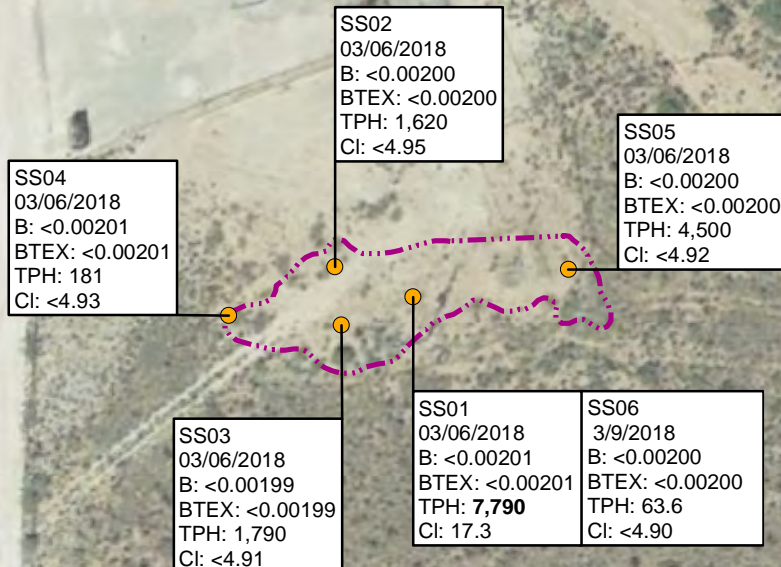 SS02
03/06/2018
B: <0.00200
BTEX: <0.00200
TPH: 1,620
Cl: <4.95
SS05
03/06/2018
B: <0.00200
BTEX: <0.00200
TPH: 4,500
Cl: <4.92
SS04
03/06/2018
B: <0.00201
BTEX: <0.00201
TPH: 181
Cl: <4.93
SS03
03/06/2018
B: <0.00199
BTEX: <0.00199
TPH: 1,790
Cl: <4.91
SS01
03/06/2018
B: <0.00201
BTEX: <0.00201
TPH: 7,790
Cl: 17.3
SS06
3/9/2018
B: <0.00200
BTEX: <0.00200
TPH: 63.6
Cl: <4.90